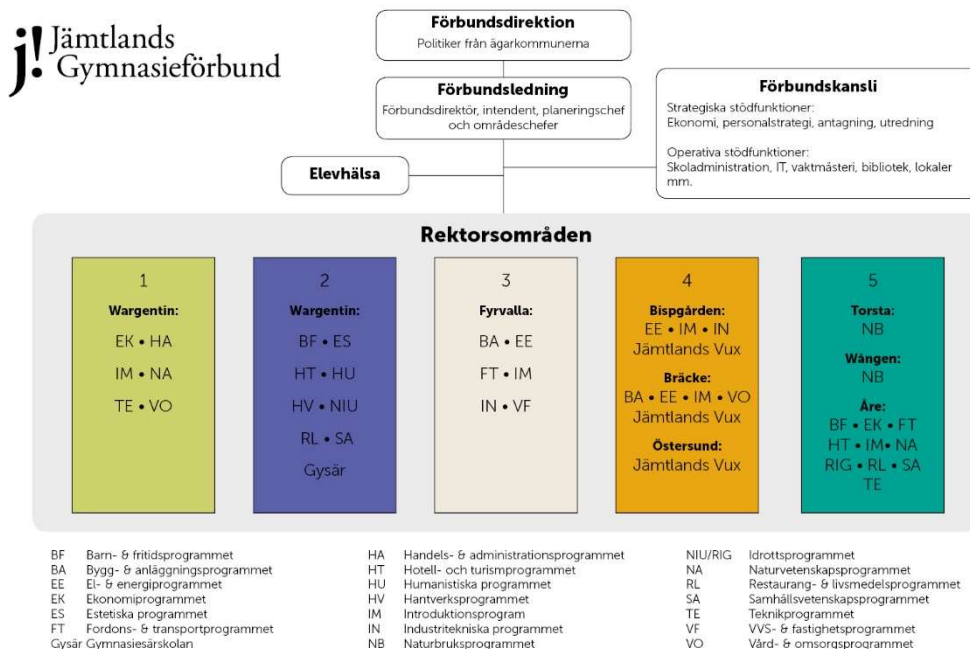 j! Jämtlands
Gymnasieförbund
Förbundsdirektion
Politiker från ägarkommunerna
Förbundsledning
Förbundsdirektör, intendent, planeringschef
och områdeschefer
Förbundskansli
Strategiska stödfunktioner:
Ekonomi, personalstrategi, antagning, utredning
Operativa stödfunktioner:
Skoladministration, IT, vaktmästeri, bibliotek, lokaler
mm.
Elevhälsa
Rektorsområden
1
Wargentin:
EK • HA
IM • NA
TE • VO
2
Wargentin:
BF • ES
HT • HU
HV • NIU
RL • SA
Gysär
3
Fyrvalla:
BA • EE
FT • IM
IN • VF
4
Bispgården:
EE • IM • IN
Jämtlands Vux
Bräcke:
BA • EE • IM • VO
Jämtlands Vux
Östersund:
Jämtlands Vux
5
Torsta:
NB
Wången:
NB
Åre:
BF • EK • FT
HT • IM• NA
RIG • RL • SA
TE
BF Barn- & fritidsprogrammet
BA Bygg- & anläggningsprogrammet
EE El- & energiprogrammet
EK Ekonomiprogrammet
ES Estetiska programmet
FT Fordons- & transportprogrammet
Gysär Gymnasiesärskolan
HA Handels- & administrationsprogrammet
HT Hotell- och turismprogrammet
HU Humanistiska programmet
HV Hantverksprogrammet
IM Introduktionsprogram
IN Industritekniska programmet
NB Naturbruksprogrammet
NIU/RIG Idrottsprogrammet
NA Naturvetenskapsprogrammet
RL Restaurang- & livsmedelsprogrammet
SA Samhällsvetenskapsprogrammet
TE Teknikprogrammet
VF VVS- & fastighetsprogrammet
VO Vård- & omsorgsprogrammet